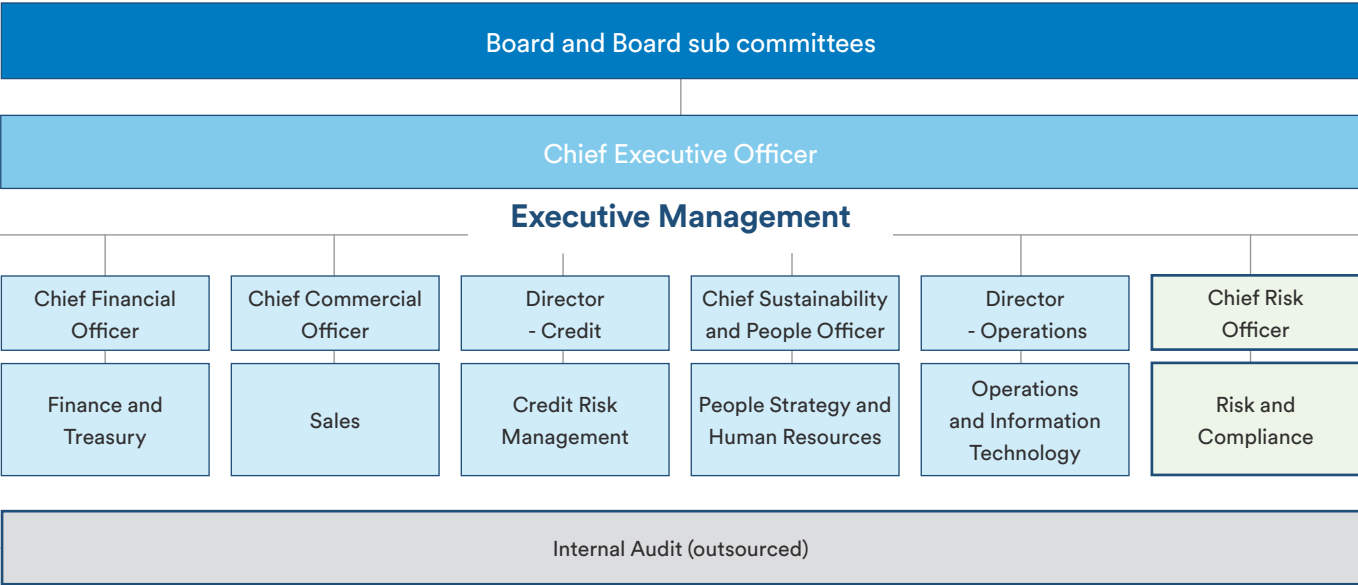 Board and Board sub committees
Chief Executive Officer
Executive Management
Chief Financial
Officer
Chief Commercial
Officer
Director
- Credit
Chief Sustainability
and People Officer
Director
- Operations
Chief Risk
Officer
Finance and
Treasury
Sales
Credit Risk
Management
People Strategy and
Human Resources
Operations
and Information
Technology
Risk and
Compliance
Internal Audit (outsourced)